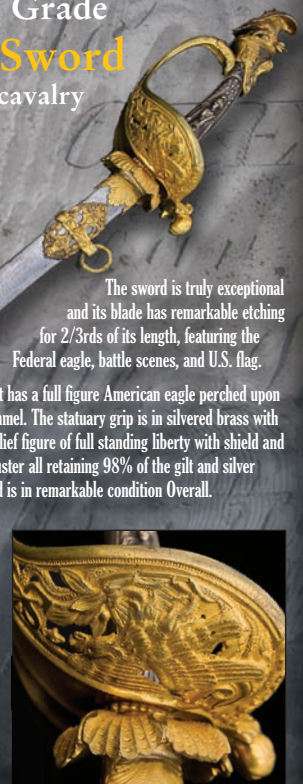 Grade
Sword
cavalry
The sword is truly exceptional
and its blade has remarkable etching
for 2/3rds of its length, featuring the
Federal eagle, battle scenes, and U.S. flag.
has a full figure American eagle perched upon
The statuary grip is in silvered brass with
figure of full standing liberty with shield and
all retaining 98% of the gilt and silver
is in remarkable condition Overall.